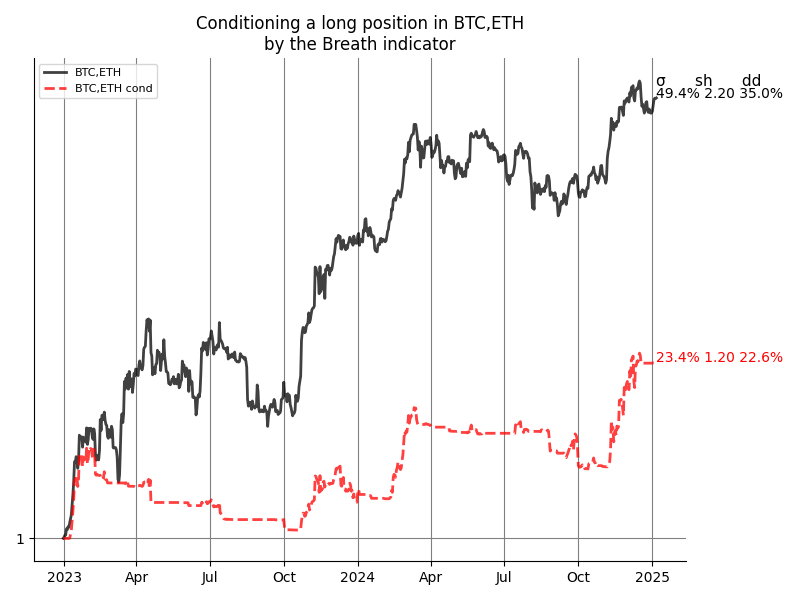 Conditioning a long position in BTC,ETH
by the Breath indicator
BTC,ETH
BTC,ETH cond
σ sh dd
49.4% 2.20 35.0%
23.4% 1.20 22.6%
1
2023 Apr Jul Oct 2024 Apr Jul Oct 2025